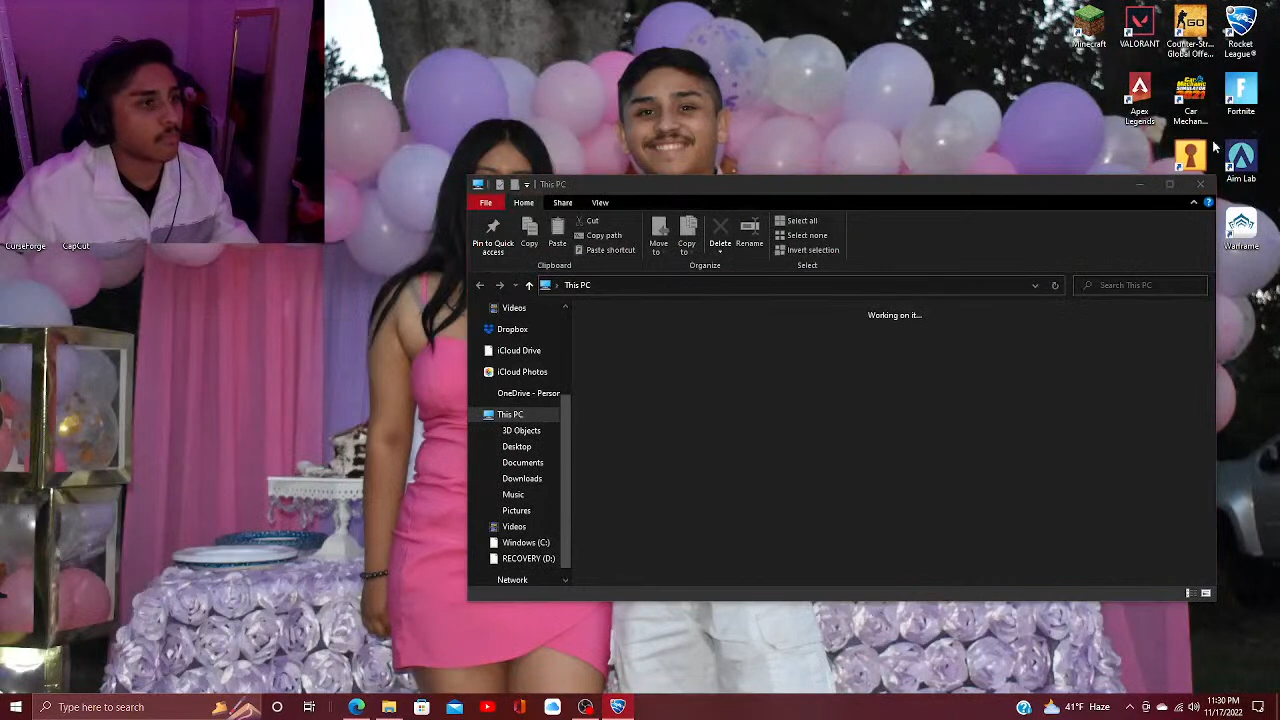 Minecraft
VALORANT
Counter-Str...
Global Offe...
Rocket
League®
Apex
Legends
Car
Mechan...
Fortnite
Aim Lab
Warframe
CurseForge
CapCut
This PC
File
Home
Share
View
Pin to Quick
access
Copy
Paste
Cut
Copy path
Paste shortcut
Clipboard
Move
to
Copy
to
Delete
Rename
Organize
Select all
Select none
Invert selection
Select
This PC
Search This PC
Working on it...
Videos
Dropbox
iCloud Drive
iCloud Photos
OneDrive - Person
This PC
3D Objects
Desktop
Documents
Downloads
Music
Pictures
Videos
Windows (C:)
RECOVERY (D:)
Network
Type here to search
41°F Haze
11:30 PM
11/17/2022